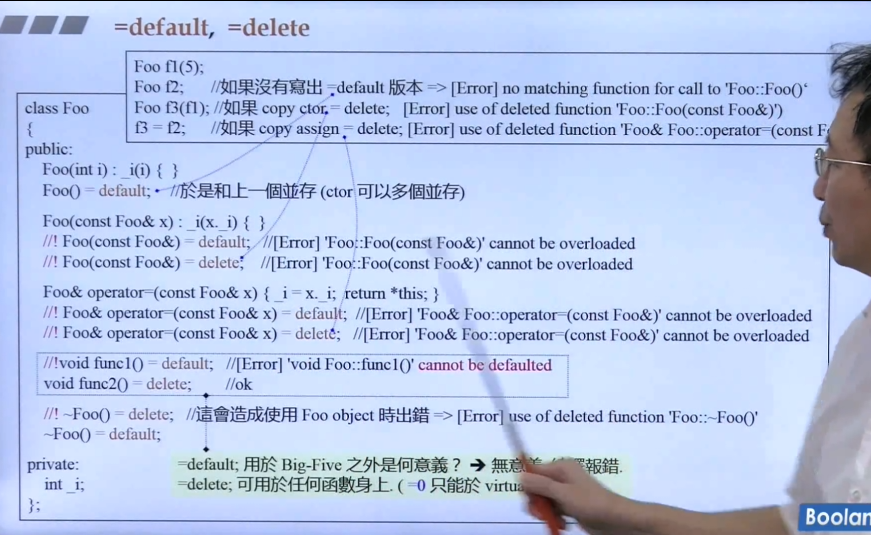 =default, =delete
Foo f1(5);
Foo f2; //如果沒有寫出 =default 版本 => [Error] no matching function for call to 'Foo::Foo()‘
Foo f3(f1); //如果 copy ctor = delete; [Error] use of deleted function 'Foo::Foo(const Foo&)')
f3 = f2; //如果 copy assign = delete; [Error] use of deleted function 'Foo& Foo::operator=(const
class Foo
{
public:
Foo(int i) : _i(i) { }
Foo() = default; //於是和上一個並存 (ctor 可以多個並存)
Foo(const Foo& x) : _i(x._i) { }
//! Foo(const Foo&) = default; //[Error] 'Foo::Foo(const Foo&)' cannot be overloaded
//! Foo(const Foo&) = delete; //[Error] 'Foo::Foo(const Foo&)' cannot be overloaded
Foo& operator=(const Foo& x) { _i = x._i; return *this; }
//! Foo& operator=(const Foo& x) = default; //[Error] 'Foo& Foo::operator=(const Foo&)' cannot be overloaded
//! Foo& operator=(const Foo& x) = delete; //[Error] 'Foo& Foo::operator=(const Foo&)' cannot be overloaded
//!void func1() = default; //[Error] 'void Foo::func1()' cannot be defaulted
void func2() = delete; //ok
//! ~Foo() = delete; //這會造成使用 Foo object 時出錯 => [Error] use of deleted function 'Foo::~Foo()'
~Foo() = default;
private:
int _i;
};
=default; 用於 Big-Five 之外是何意義？ ➔ 無意義 報錯.
=delete; 可用於任何函數身上. ( =0 只能於
Boolan